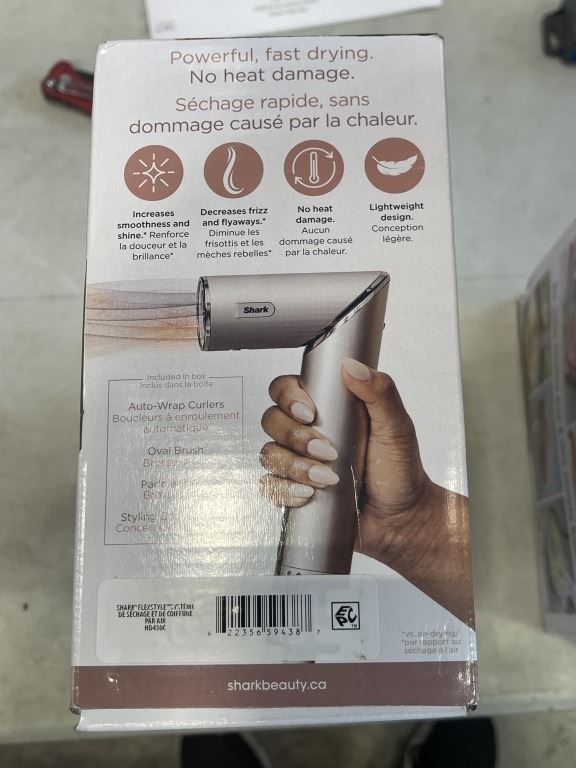 Powerful, fast drying.
No heat damage.
Séchage rapide, sans
dommage causé par la chaleur.
Increases
smoothness and
shine.* Renforce
la douceur et la
brillance*
Decreases frizz
and flyaways.*
Diminue les
frisottis et les
mèches rebelles*
No heat
damage.
Aucun
dommage causé
par la chaleur.
Lightweight
design.
Conception
légère.
Shark
Included in box
Inclus dans la boîte
Auto-Wrap Curlers
Boucleurs à enroulement
automatique
Oval Brush
Styling
SHARK® FLEXSTYLE™ SYSTÈME
DE SÉCHAGE ET DE COIFFURE
PAR AIR
HD430C
6 22356 59438 7
EPC™
*vs. air-drying/
*par rapport au
séchage à l'air
sharkbeauty.ca